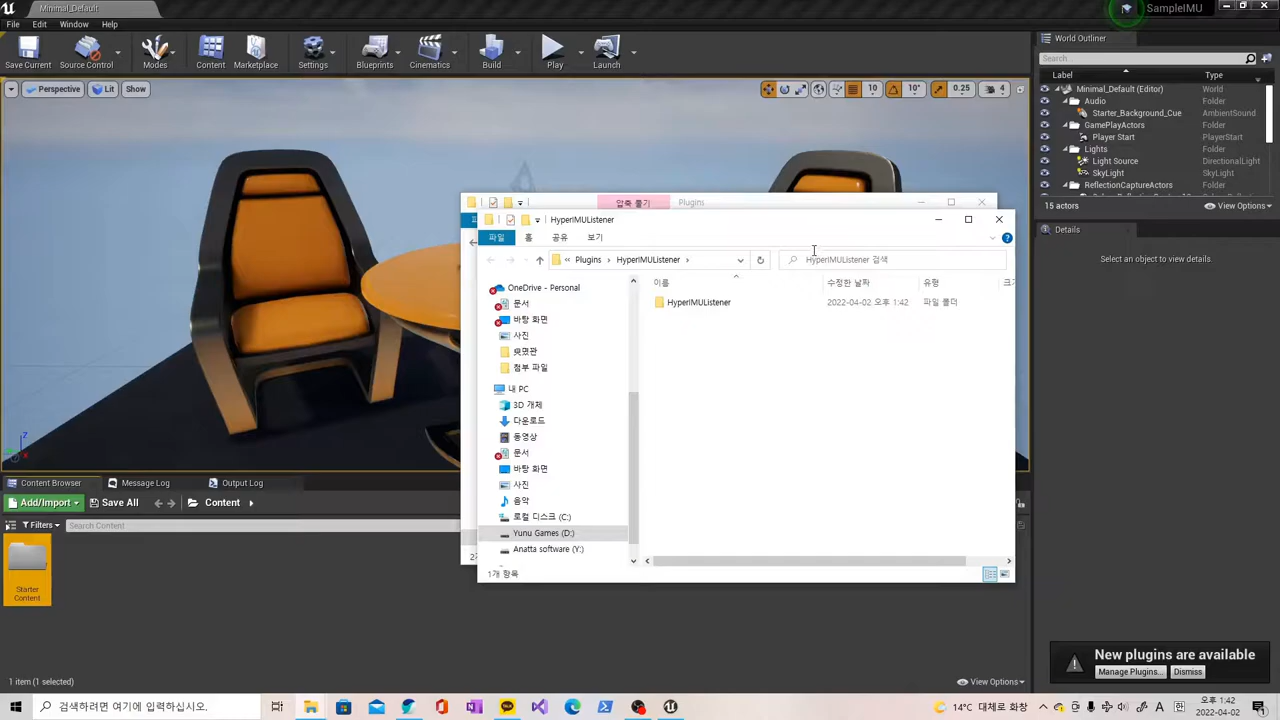 Minimal_Default
SampleIMU
File Edit Window Help
Save Current
Source Control
Modes
Content
Marketplace
Settings
Blueprints
Cinematics
Build
Play
Launch
Perspective Lit Show
10 10° 0.25 4
World Outliner
Search...
Label Type
Minimal_Default (Editor) World
Audio Folder
Starter_Background_Cue AmbientSound
GamePlayActors Folder
Player Start PlayerStart
Lights Folder
Light Source DirectionalLight
SkyLight SkyLight
ReflectionCaptureActors Folder
15 actors View Options
Details
Select an object to view details.
압축 풀기 Plugins
HyperIMUListener
파일 홈 공유 보기
Plugins HyperIMUListener
HyperIMUListener 검색
이름 수정한 날짜 유형 크기
HyperIMUListener 2022-04-02 오후 1:42 파일 폴더
OneDrive - Personal
문서
바탕 화면
사진
첨부 파일
내 PC
3D 개체
다운로드
동영상
문서
바탕 화면
사진
음악
로컬 디스크 (C:)
Yunu Games (D:)
Anatta software (Y:)
1개 항목
Content Browser Message Log Output Log
Add/Import Save All Content
Filters Search Content
Starter
Content
1 item (1 selected)
View Options
New plugins are available
Manage Plugins... Dismiss
검색하려면 여기에 입력하십시오.
14°C 대체로 화창
A 한
오후 1:42
2022-04-02